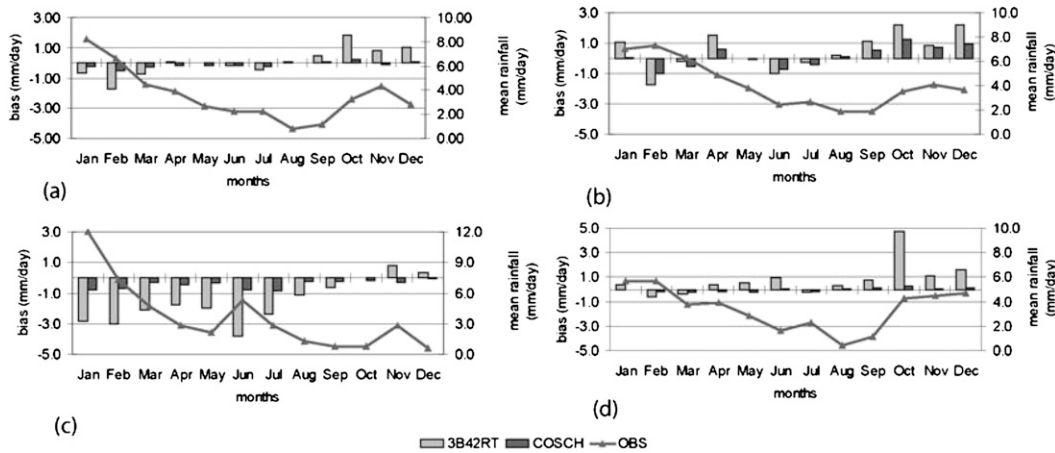 3.00
1.00
-1.00
-3.00
-5.00
bias (mm/day)
10.00
8.00
6.00
4.00
2.00
0.00
mean rainfall
(mm/day)
Jan Feb Mar Apr May Jun Jul Aug Sep Oct Nov Dec
months
(a)
3.0
1.0
-1.0
-3.0
-5.0
bias (mm/day)
10.0
8.0
6.0
4.0
2.0
0.0
mean rainfall
(mm/day)
Jan Feb Mar Apr May Jun Jul Aug Sep Oct Nov Dec
months
(b)
3.0
1.0
-1.0
-3.0
-5.0
bias (mm/day)
12.0
9.0
6.0
3.0
0.0
mean rainfall
(mm/day)
Jan Feb Mar Apr May Jun Jul Aug Sep Oct Nov Dec
months
(c)
5.0
3.0
1.0
-1.0
-3.0
-5.0
bias (mm/day)
10.0
8.0
6.0
4.0
2.0
0.0
mean rainfall
(mm/day)
Jan Feb Mar Apr May Jun Jul Aug Sep Oct Nov Dec
months
(d)
3B42RT COSCH OBS